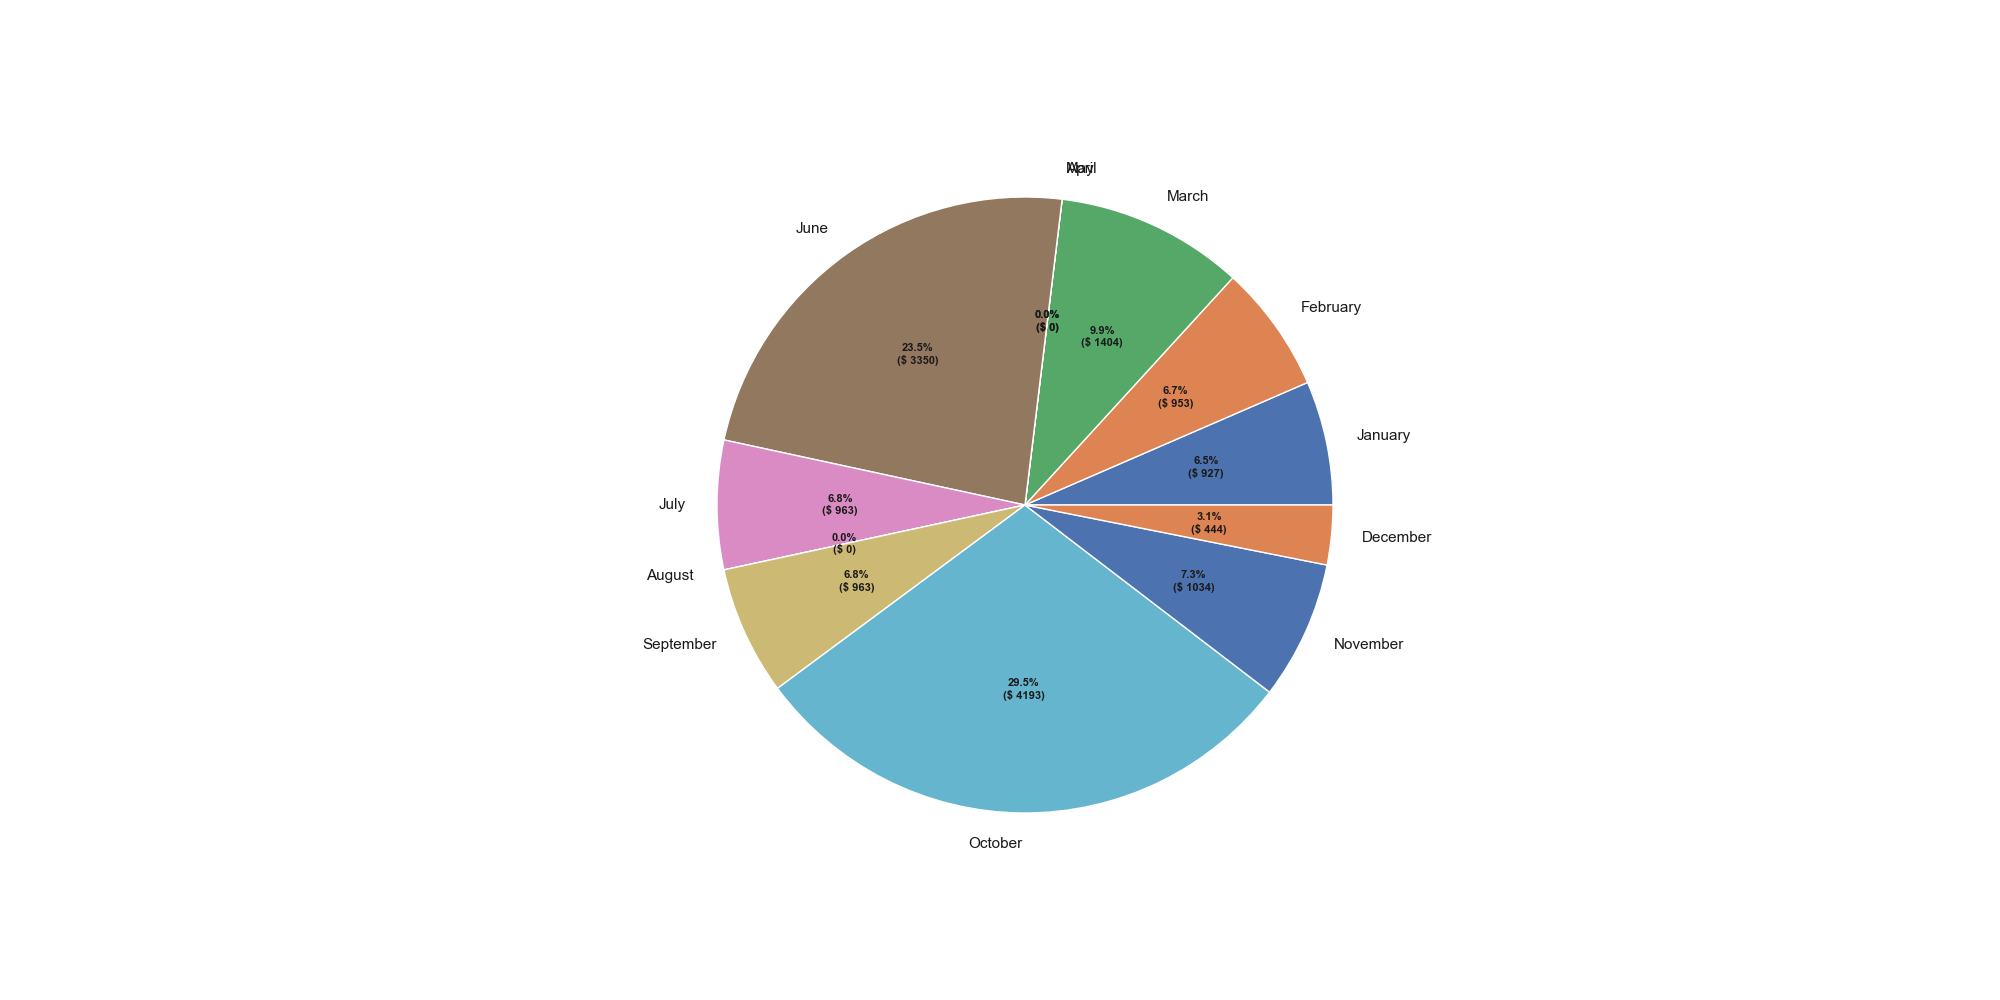 May
April
March
June
February
0.0%
($ 0)
9.9%
($ 1404)
23.5%
($ 3350)
6.7%
($ 953)
January
6.5%
($ 927)
July
6.8%
($ 963)
3.1%
($ 444)
December
0.0%
($ 0)
August
6.8%
($ 963)
7.3%
($ 1034)
September
November
29.5%
($ 4193)
October